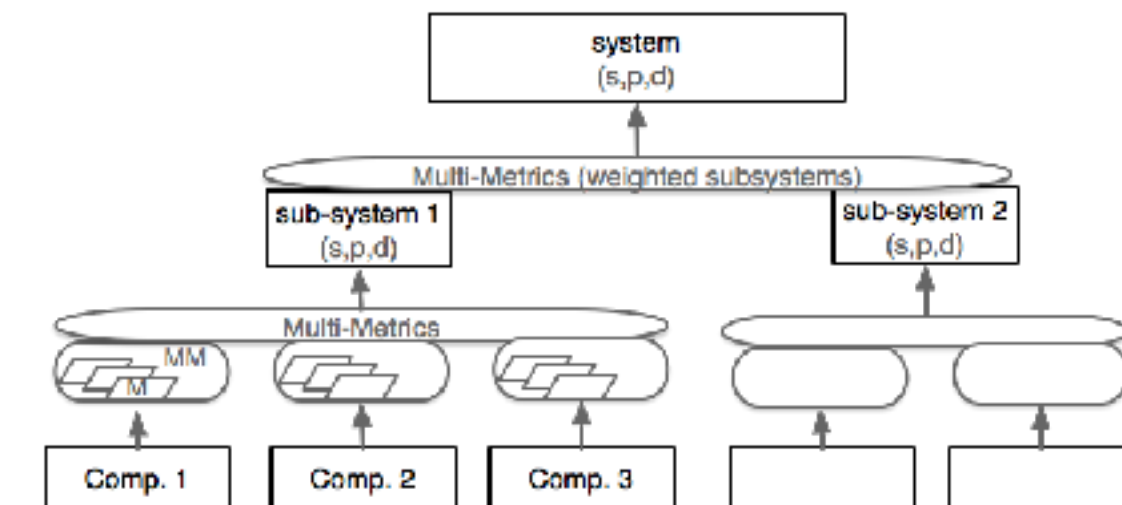 system
(s,p,d)
Multi-Metrics (weighted subsystems)
sub-system 1
(s,p,d)
sub-system 2
(s,p,d)
Multi-Metrics
MM
M
Comp. 1
Comp. 2
Comp. 3